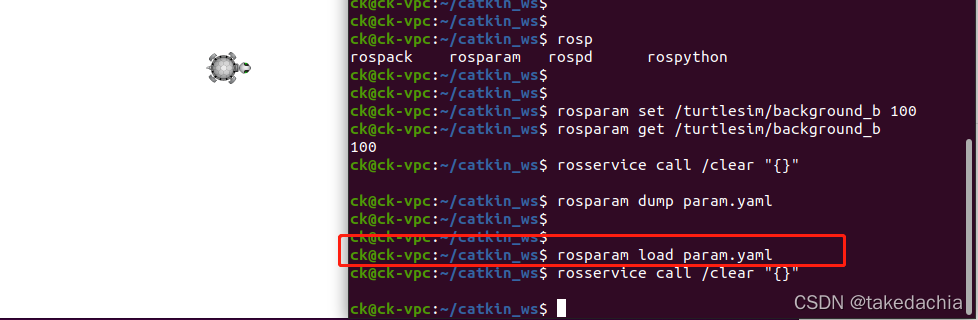 ck@ck-vpc:~/catkin_ws$
ck@ck-vpc:~/catkin_ws$
ck@ck-vpc:~/catkin_ws$ rosp
rospack rosparam rospd rospython
ck@ck-vpc:~/catkin_ws$
ck@ck-vpc:~/catkin_ws$
ck@ck-vpc:~/catkin_ws$ rosparam set /turtlesim/background_b 100
ck@ck-vpc:~/catkin_ws$ rosparam get /turtlesim/background_b
100
ck@ck-vpc:~/catkin_ws$ rosservice call /clear "{}"
ck@ck-vpc:~/catkin_ws$ rosparam dump param.yaml
ck@ck-vpc:~/catkin_ws$
ck@ck-vpc:~/catkin_ws$
ck@ck-vpc:~/catkin_ws$ rosparam load param.yaml
ck@ck-vpc:~/catkin_ws$ rosservice call /clear "{}"
ck@ck-vpc:~/catkin_ws$
CSDN @takedachia